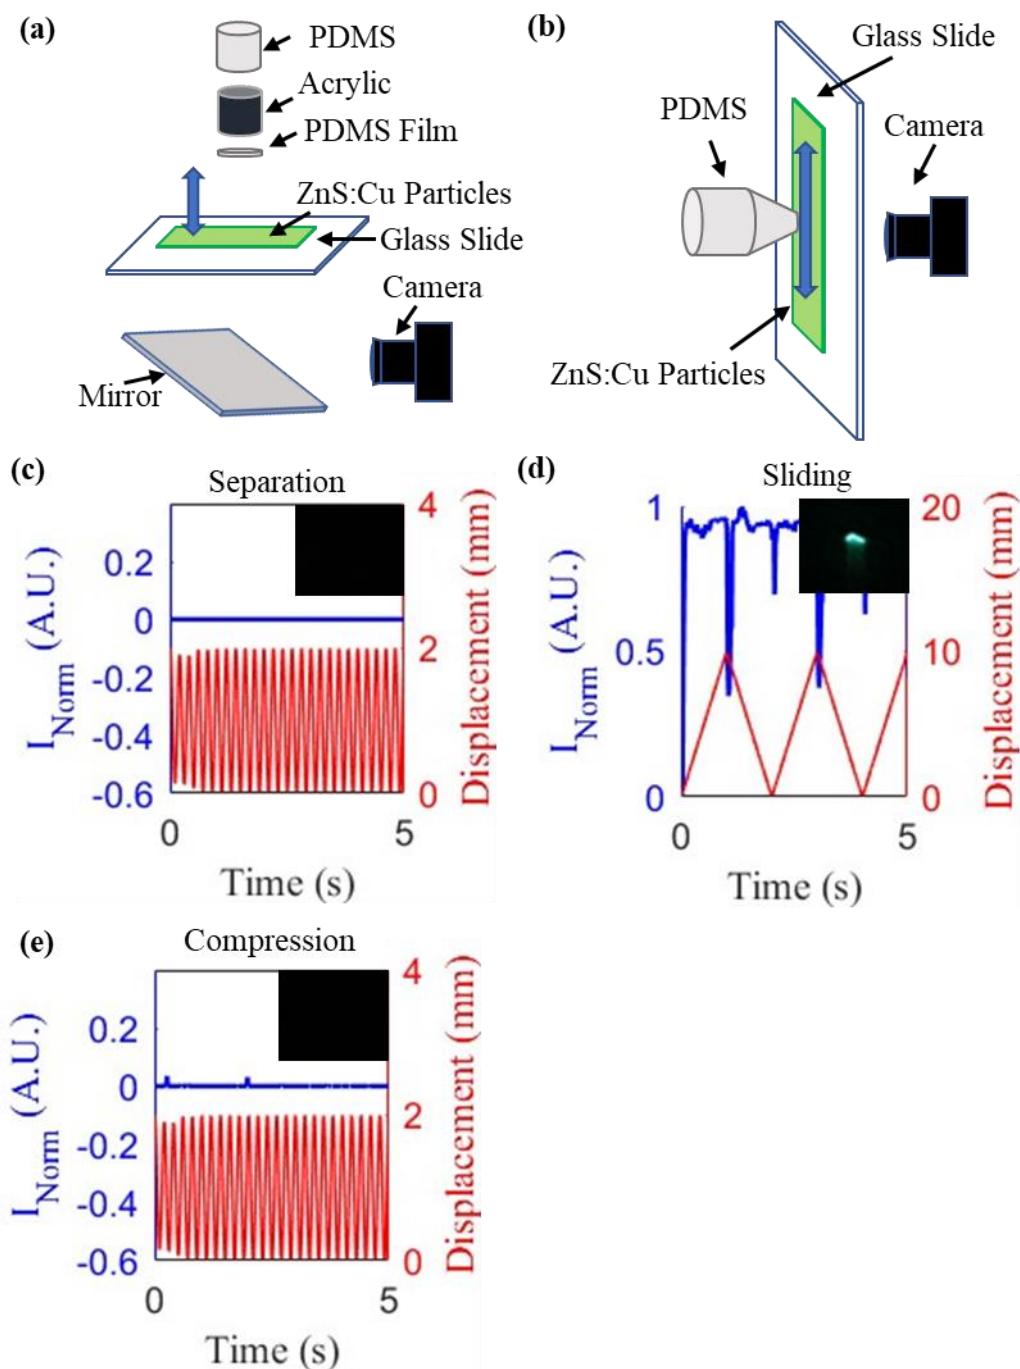 (a)
PDMS
Acrylic
PDMS Film
ZnS:Cu Particles
Glass Slide
Camera
Mirror
(b)
Glass Slide
PDMS
Camera
ZnS:Cu Particles
(c)
Separation
I_Norm (A.U.)
0.2
0
-0.2
-0.4
-0.6
4
2
0
Displacement (mm)
0
5
Time (s)
(d)
Sliding
I_Norm (A.U.)
1
0.5
0
20
10
0
Displacement (mm)
0
5
Time (s)
(e)
Compression
I_Norm (A.U.)
0.2
0
-0.2
-0.4
-0.6
4
2
0
Displacement (mm)
0
5
Time (s)